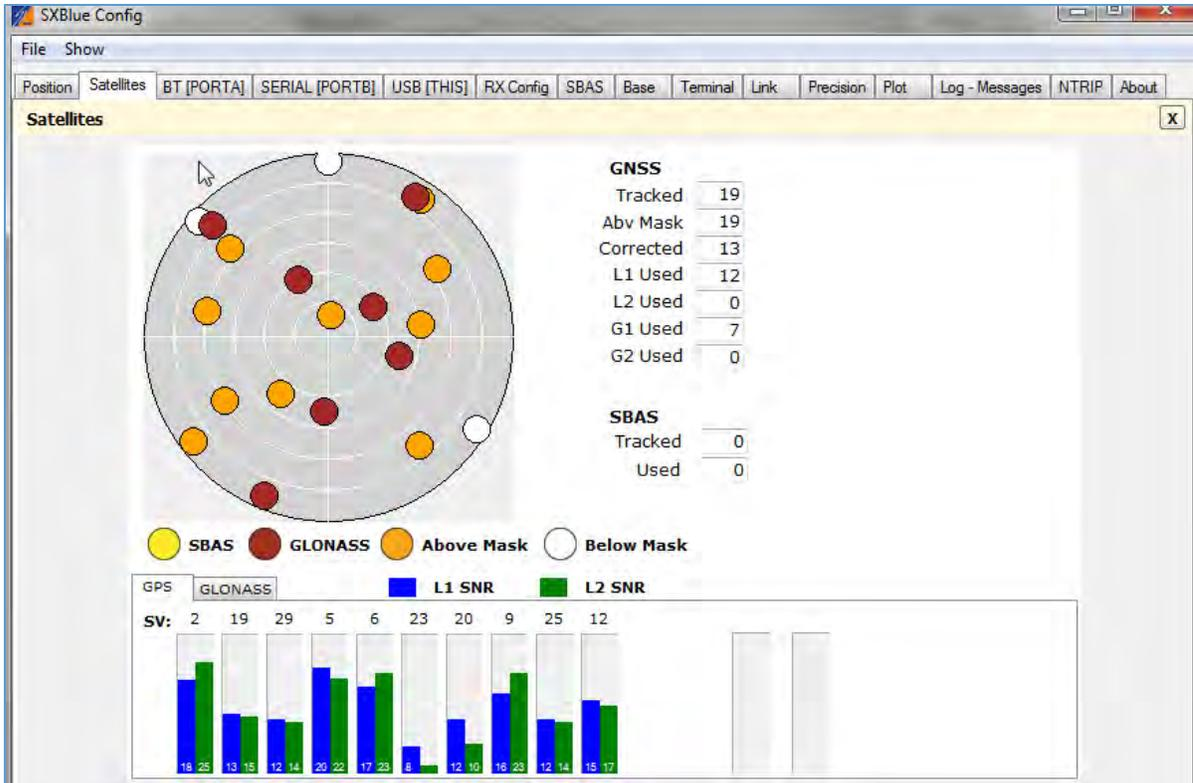 SXBlue Config
File Show
Position Satellites BT [PORTA] SERIAL [PORTB] USB [THIS] RX Config SBAS Base Terminal Link Precision Plot Log - Messages NTRIP About
Satellites X
GNSS
Tracked 19
Abv Mask 19
Corrected 13
L1 Used 12
L2 Used 0
G1 Used 7
G2 Used 0
SBAS
Tracked 0
Used 0
SBAS GLONASS Above Mask Below Mask
GPS GLONASS L1 SNR L2 SNR
SV: 2 19 29 5 6 23 20 9 25 12
18 25 13 15 12 14 20 22 17 23 8 12 10 16 23 12 14 15 17